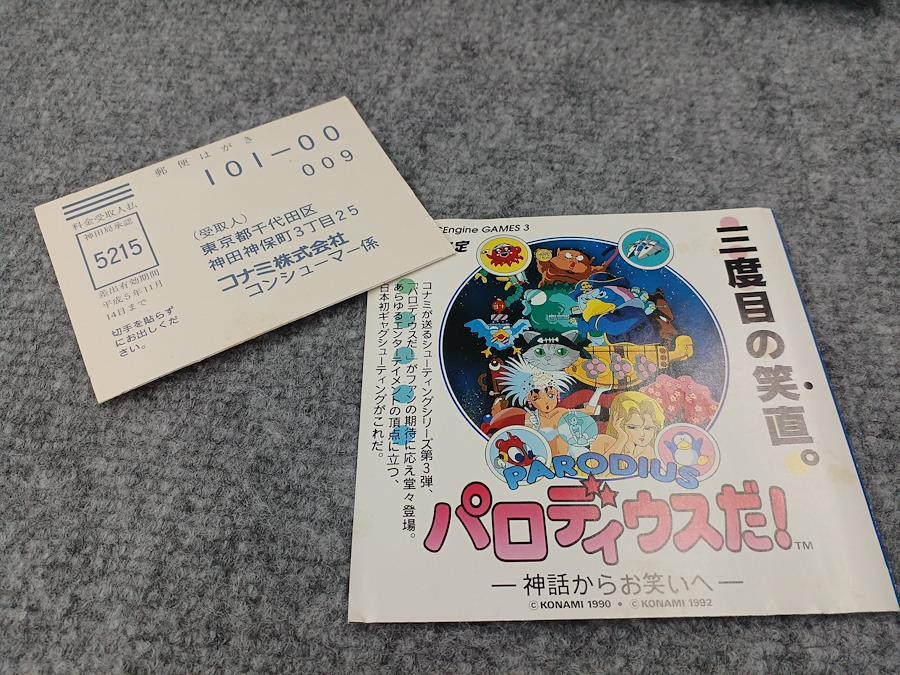 郵便はがき
101-00
009
料金受取人払
神田局承認
5215
差出有効期間
平成5年11月
14日まで
切手を貼らず
にお出しくだ
さい。
(受取人)
東京都千代田区
神田神保町3丁目25
コナミ株式会社
コンシューマー係
Engine GAMES 3
定
三度目の笑直。
コナミが送るシューティングシリーズ第3弾、
「パロディウスだ!」がファンの期待に応え堂々登場。
あらゆるエンターテイメントの頂点に立つ、
日本初ギャグシューティングがこれだ。
PARODIUS
パロディウスだ!
TM
—神話からお笑いへ—
©KONAMI 1990 • ©KONAMI 1992